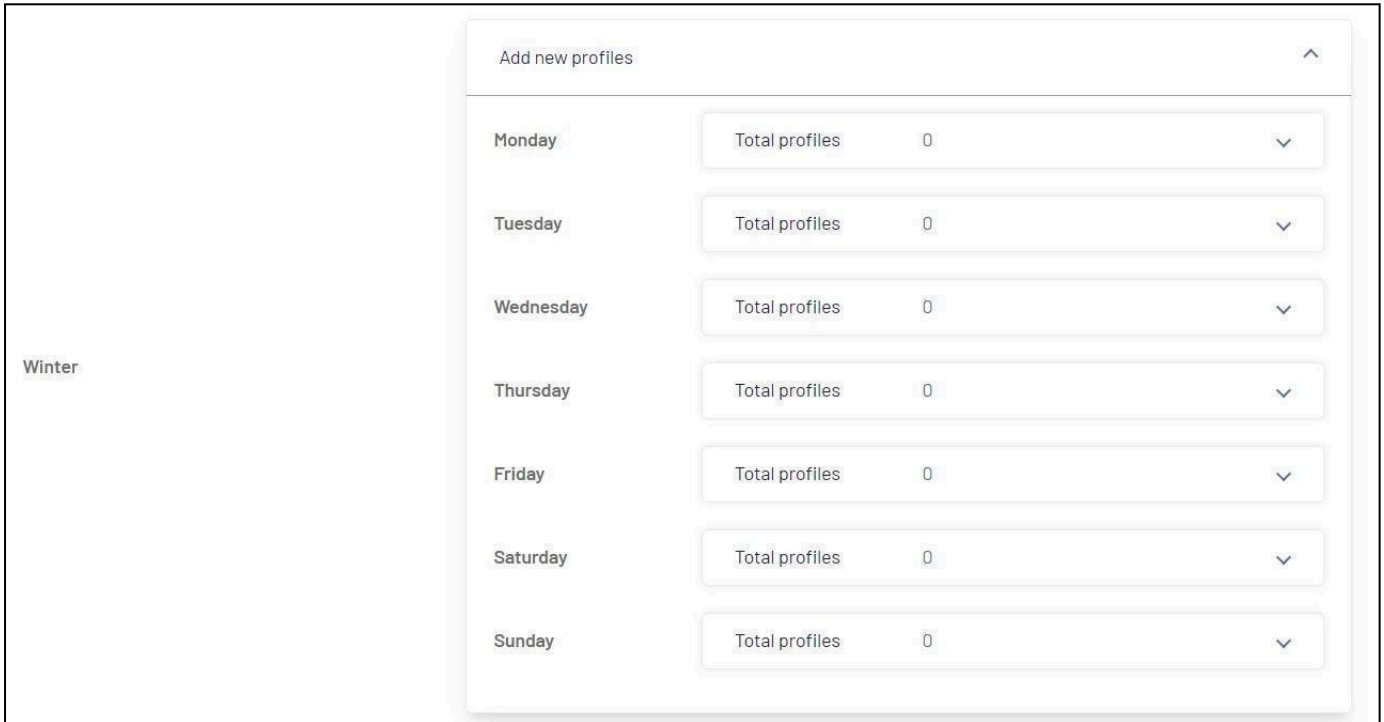 Add new profiles
Monday Total profiles 0
Tuesday Total profiles 0
Wednesday Total profiles 0
Winter
Thursday Total profiles 0
Friday Total profiles 0
Saturday Total profiles 0
Sunday Total profiles 0